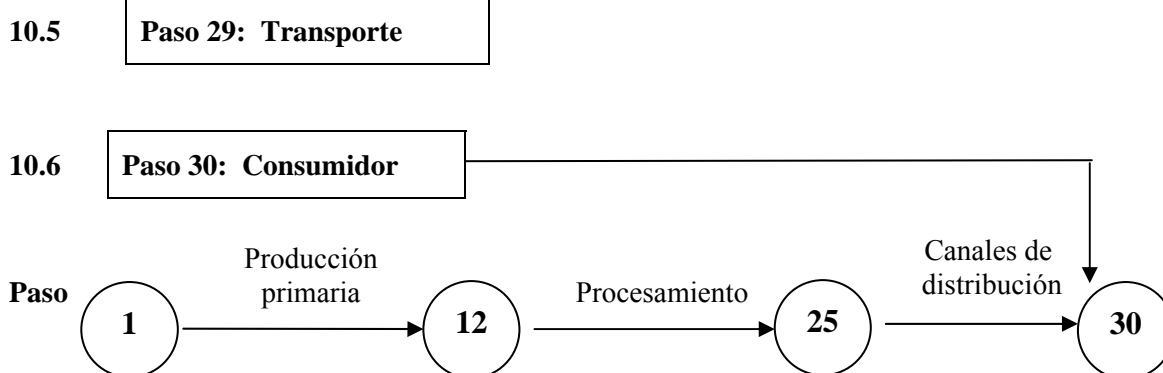 10.5 Paso 29: Transporte
10.6 Paso 30: Consumidor
Producción
primaria
Procesamiento
Canales de
distribución
Paso 1 12 25 30